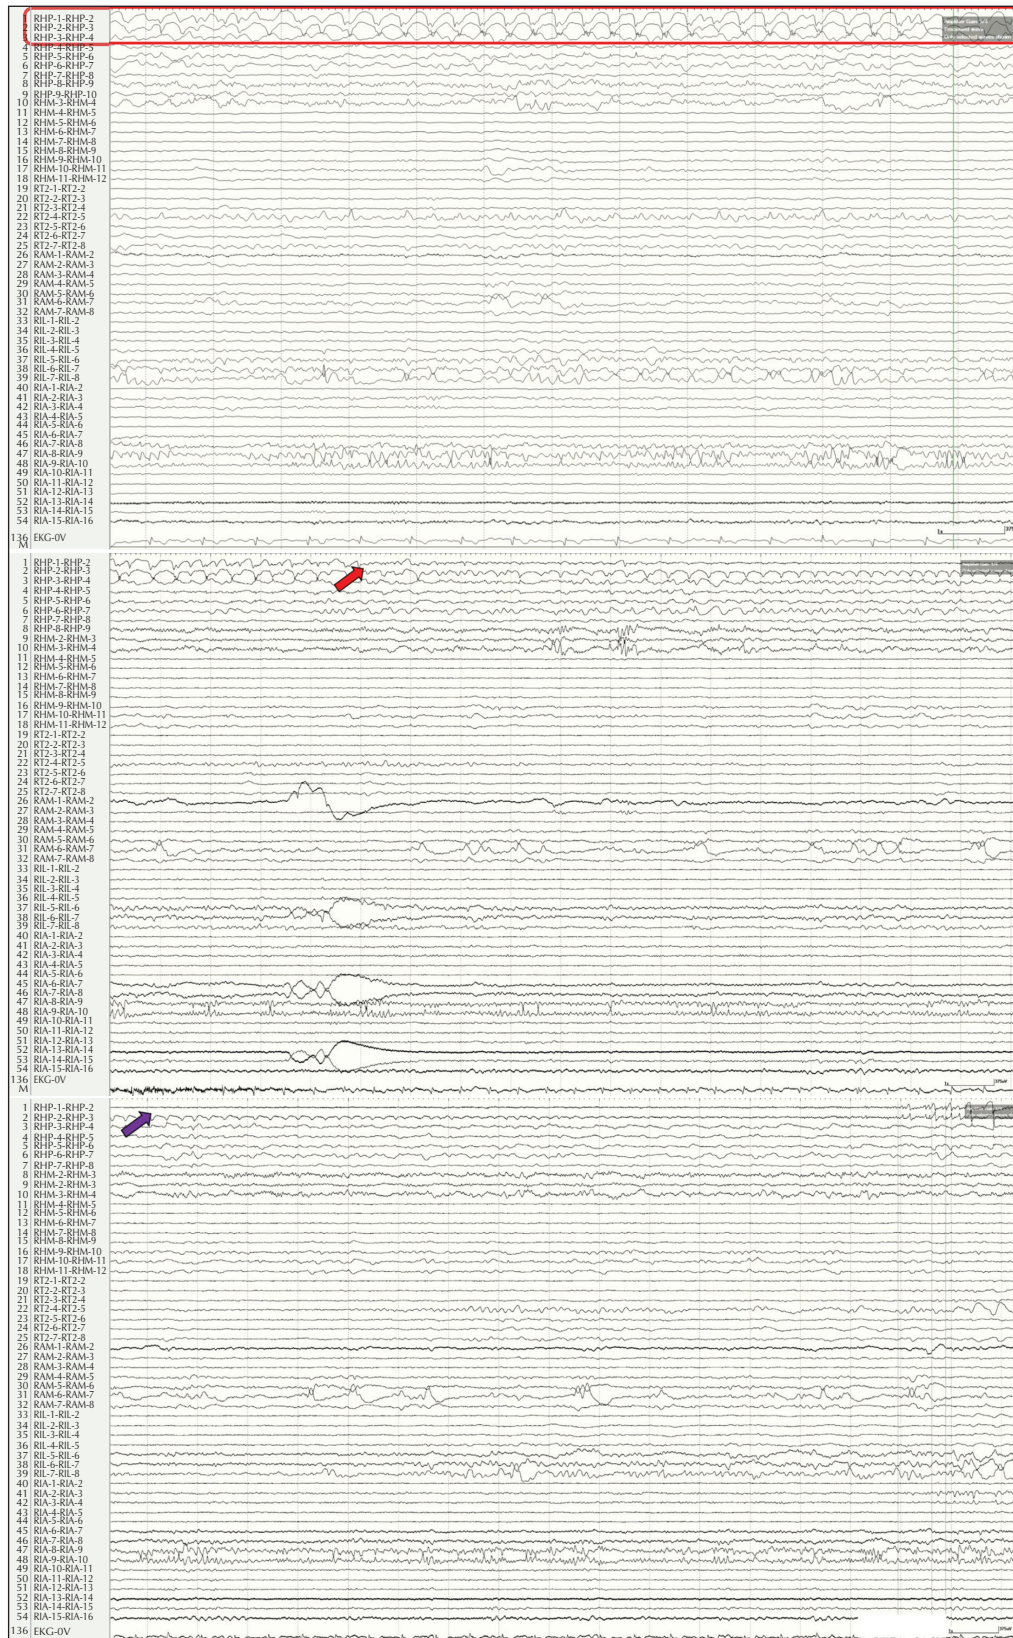 1 RHP-1-RHP-2
2 RHP-2-RHP-3
3 RHP-3-RHP-4
4 RHP-4-RHP-5
5 RHP-5-RHP-6
6 RHP-6-RHP-7
7 RHP-7-RHP-8
8 RHP-8-RHP-9
9 RHP-9-RHP-10
10 RHM-3-RHM-4
11 RHM-4-RHM-5
12 RHM-5-RHM-6
13 RHM-6-RHM-7
14 RHM-7-RHM-8
15 RHM-8-RHM-9
16 RHM-9-RHM-10
17 RHM-10-RHM-11
18 RHM-11-RHM-12
19 RT2-1-RT2-2
20 RT2-2-RT2-3
21 RT2-3-RT2-4
22 RT2-4-RT2-5
23 RT2-5-RT2-6
24 RT2-6-RT2-7
25 RT2-7-RT2-8
26 RAM-1-RAM-2
27 RAM-2-RAM-3
28 RAM-3-RAM-4
29 RAM-4-RAM-5
30 RAM-5-RAM-6
31 RAM-6-RAM-7
32 RAM-7-RAM-8
33 RIL-1-RIL-2
34 RIL-2-RIL-3
35 RIL-3-RIL-4
36 RIL-4-RIL-5
37 RIL-5-RIL-6
38 RIL-6-RIL-7
39 RIL-7-RIL-8
40 RIA-1-RIA-2
41 RIA-2-RIA-3
42 RIA-3-RIA-4
43 RIA-4-RIA-5
44 RIA-5-RIA-6
45 RIA-6-RIA-7
46 RIA-7-RIA-8
47 RIA-8-RIA-9
48 RIA-9-RIA-10
49 RIA-10-RIA-11
50 RIA-11-RIA-12
51 RIA-12-RIA-13
52 RIA-13-RIA-14
53 RIA-14-RIA-15
54 RIA-15-RIA-16
136 EKG-0V
M
1s
1 RHP-1-RHP-2
2 RHP-2-RHP-3
3 RHP-3-RHP-4
4 RHP-4-RHP-5
5 RHP-5-RHP-6
6 RHP-6-RHP-7
7 RHP-7-RHP-8
8 RHP-8-RHP-9
9 RHM-2-RHM-3
10 RHM-3-RHM-4
11 RHM-4-RHM-5
12 RHM-5-RHM-6
13 RHM-6-RHM-7
14 RHM-7-RHM-8
15 RHM-8-RHM-9
16 RHM-9-RHM-10
17 RHM-10-RHM-11
18 RHM-11-RHM-12
19 RT2-1-RT2-2
20 RT2-2-RT2-3
21 RT2-3-RT2-4
22 RT2-4-RT2-5
23 RT2-5-RT2-6
24 RT2-6-RT2-7
25 RT2-7-RT2-8
26 RAM-1-RAM-2
27 RAM-2-RAM-3
28 RAM-3-RAM-4
29 RAM-4-RAM-5
30 RAM-5-RAM-6
31 RAM-6-RAM-7
32 RAM-7-RAM-8
33 RIL-1-RIL-2
34 RIL-2-RIL-3
35 RIL-3-RIL-4
36 RIL-4-RIL-5
37 RIL-5-RIL-6
38 RIL-6-RIL-7
39 RIL-7-RIL-8
40 RIA-1-RIA-2
41 RIA-2-RIA-3
42 RIA-3-RIA-4
43 RIA-4-RIA-5
44 RIA-5-RIA-6
45 RIA-6-RIA-7
46 RIA-7-RIA-8
47 RIA-8-RIA-9
48 RIA-9-RIA-10
49 RIA-10-RIA-11
50 RIA-11-RIA-12
51 RIA-12-RIA-13
52 RIA-13-RIA-14
53 RIA-14-RIA-15
54 RIA-15-RIA-16
136 EKG-0V
M
1s
1 RHP-1-RHP-2
2 RHP-2-RHP-3
3 RHP-3-RHP-4
4 RHP-4-RHP-5
5 RHP-5-RHP-6
6 RHP-6-RHP-7
7 RHP-7-RHP-8
8 RHM-2-RHM-3
9 RHM-2-RHM-3
10 RHM-3-RHM-4
11 RHM-4-RHM-5
12 RHM-5-RHM-6
13 RHM-6-RHM-7
14 RHM-7-RHM-8
15 RHM-8-RHM-9
16 RHM-9-RHM-10
17 RHM-10-RHM-11
18 RHM-11-RHM-12
19 RT2-1-RT2-2
20 RT2-2-RT2-3
21 RT2-3-RT2-4
22 RT2-4-RT2-5
23 RT2-5-RT2-6
24 RT2-6-RT2-7
25 RT2-7-RT2-8
26 RAM-1-RAM-2
27 RAM-2-RAM-3
28 RAM-3-RAM-4
29 RAM-4-RAM-5
30 RAM-5-RAM-6
31 RAM-6-RAM-7
32 RAM-7-RAM-8
33 RIL-1-RIL-2
34 RIL-2-RIL-3
35 RIL-3-RIL-4
36 RIL-4-RIL-5
37 RIL-5-RIL-6
38 RIL-6-RIL-7
39 RIL-7-RIL-8
40 RIA-1-RIA-2
41 RIA-2-RIA-3
42 RIA-3-RIA-4
43 RIA-4-RIA-5
44 RIA-5-RIA-6
45 RIA-6-RIA-7
46 RIA-7-RIA-8
47 RIA-8-RIA-9
48 RIA-9-RIA-10
49 RIA-10-RIA-11
50 RIA-11-RIA-12
51 RIA-12-RIA-13
52 RIA-13-RIA-14
53 RIA-14-RIA-15
54 RIA-15-RIA-16
136 EKG-0V
1s